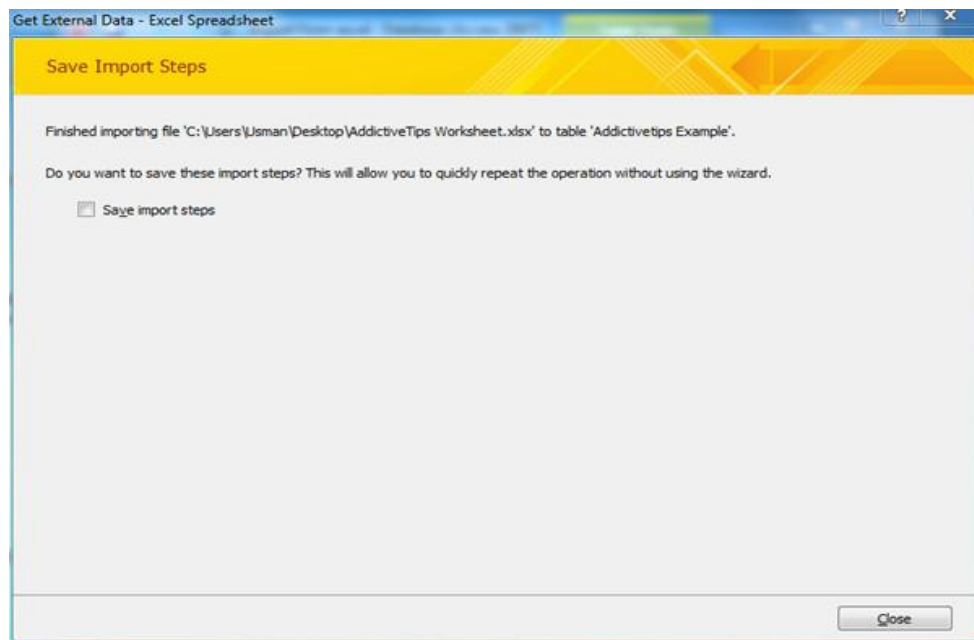 Get External Data - Excel Spreadsheet
Save Import Steps
Finished importing file 'C:\Users\Usman\Desktop\AddictiveTips Worksheet.xlsx' to table 'Addictivetips Example'.
Do you want to save these import steps? This will allow you to quickly repeat the operation without using the wizard.
Save import steps
Close